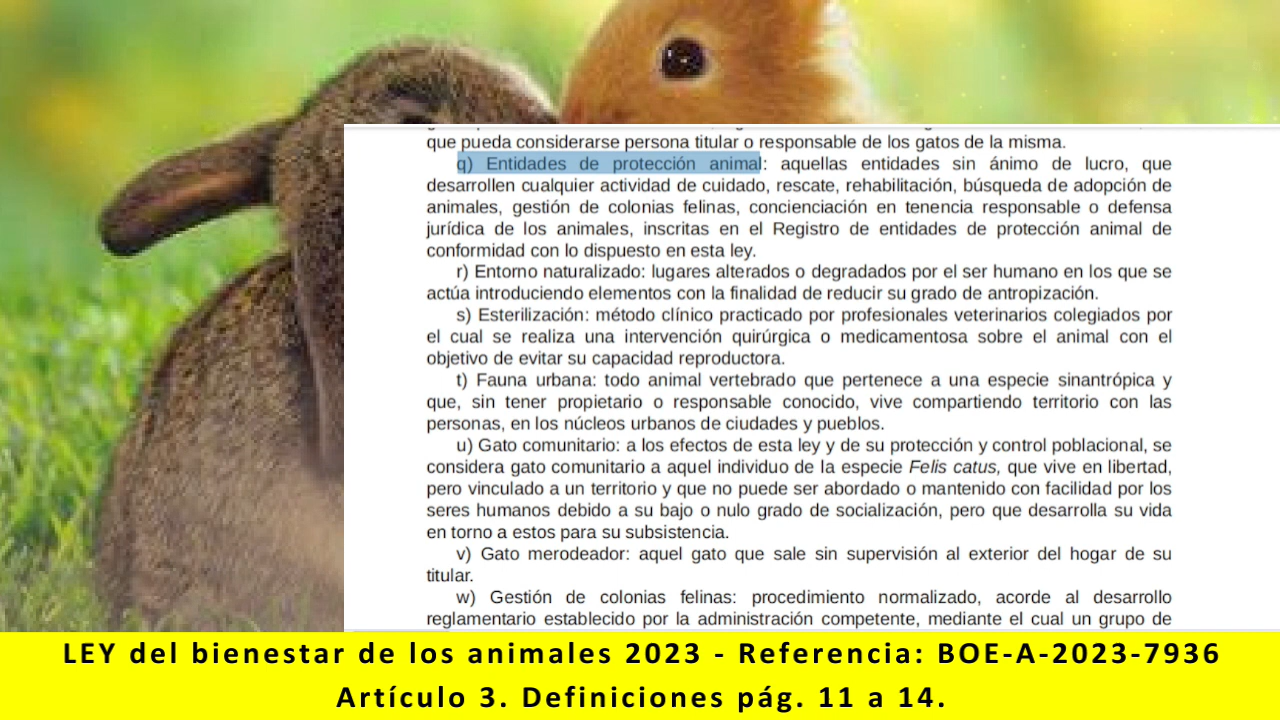 que pueda considerarse persona titular o responsable de los gatos de la misma.
q) Entidades de protección animal: aquellas entidades sin ánimo de lucro, que
desarrollen cualquier actividad de cuidado, rescate, rehabilitación, búsqueda de adopción de
animales, gestión de colonias felinas, concienciación en tenencia responsable o defensa
jurídica de los animales, inscritas en el Registro de entidades de protección animal de
conformidad con lo dispuesto en esta ley.
r) Entorno naturalizado: lugares alterados o degradados por el ser humano en los que se
actúa introduciendo elementos con la finalidad de reducir su grado de antropización.
s) Esterilización: método clínico practicado por profesionales veterinarios colegiados por
el cual se realiza una intervención quirúrgica o medicamentosa sobre el animal con el
objetivo de evitar su capacidad reproductora.
t) Fauna urbana: todo animal vertebrado que pertenece a una especie sinantrópica y
que, sin tener propietario o responsable conocido, vive compartiendo territorio con las
personas, en los núcleos urbanos de ciudades y pueblos.
u) Gato comunitario: a los efectos de esta ley y de su protección y control poblacional, se
considera gato comunitario a aquel individuo de la especie Felis catus, que vive en libertad,
pero vinculado a un territorio y que no puede ser abordado o mantenido con facilidad por los
seres humanos debido a su bajo o nulo grado de socialización, pero que desarrolla su vida
en torno a estos para su subsistencia.
v) Gato merodeador: aquel gato que sale sin supervisión al exterior del hogar de su
titular.
w) Gestión de colonias felinas: procedimiento normalizado, acorde al desarrollo
reglamentario establecido por la administración competente, mediante el cual un grupo de
LEY del bienestar de los animales 2023 - Referencia: BOE-A-2023-7936
Artículo 3. Definiciones pág. 11 a 14.